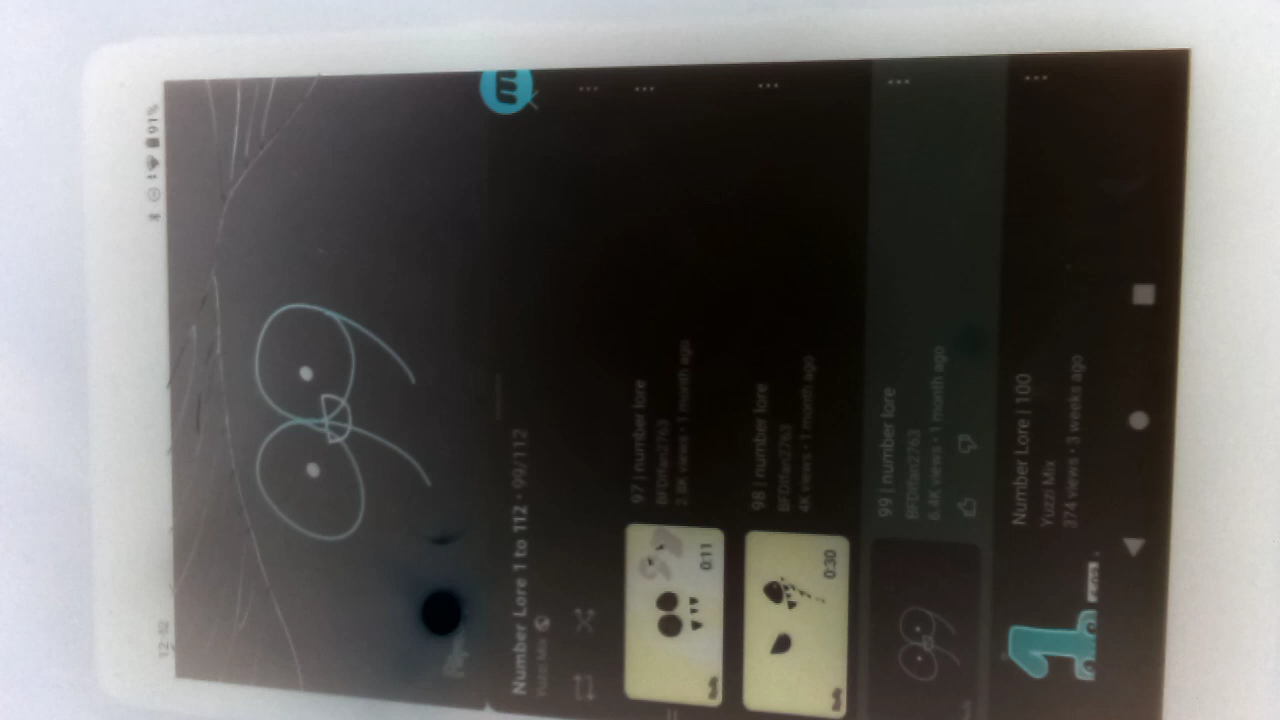 91%
m
Number Lore 1 to 112 • 99/112
Yuzzi Mix
97 | number lore
BFDIfan2763
2.8K views • 1 month ago
0:11
98 | number lore
BFDIfan2763
4K views • 1 month ago
0:30
99 | number lore
BFDIfan2763
6.4K views • 1 month ago
99
Number Lore | 100
Yuzzi Mix
374 views • 3 weeks ago
1